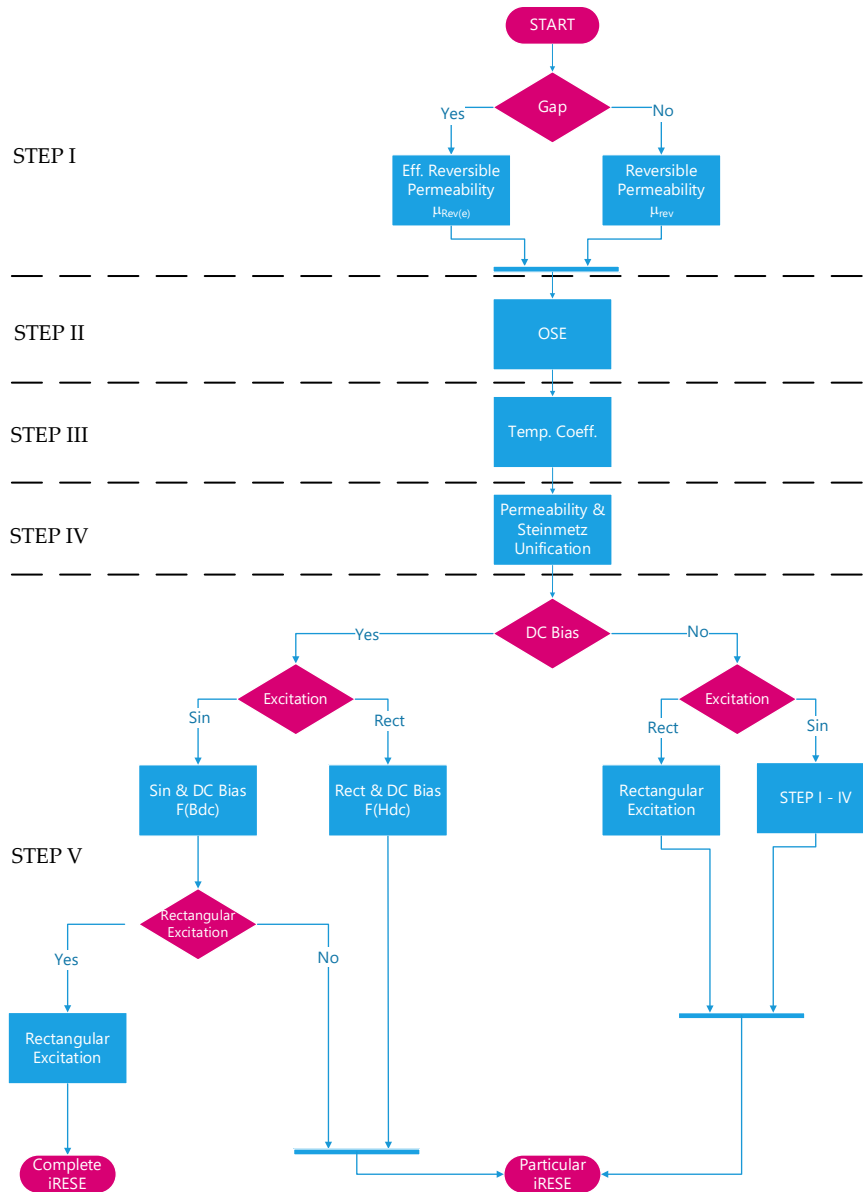 START
Gap
Yes
No
STEP I
Eff. Reversible
Permeability
μRev(e)
Reversible
Permeability
μrev
STEP II
OSE
STEP III
Temp. Coeff.
STEP IV
Permeability &
Steinmetz
Unification
DC Bias
Yes
No
Excitation
Excitation
Sin
Rect
Rect
Sin
Sin & DC Bias
F(Bdc)
Rect & DC Bias
F(Hdc)
Rectangular
Excitation
STEP I - IV
STEP V
Rectangular
Excitation
Yes
No
Rectangular
Excitation
Complete
iRESE
Particular
iRESE